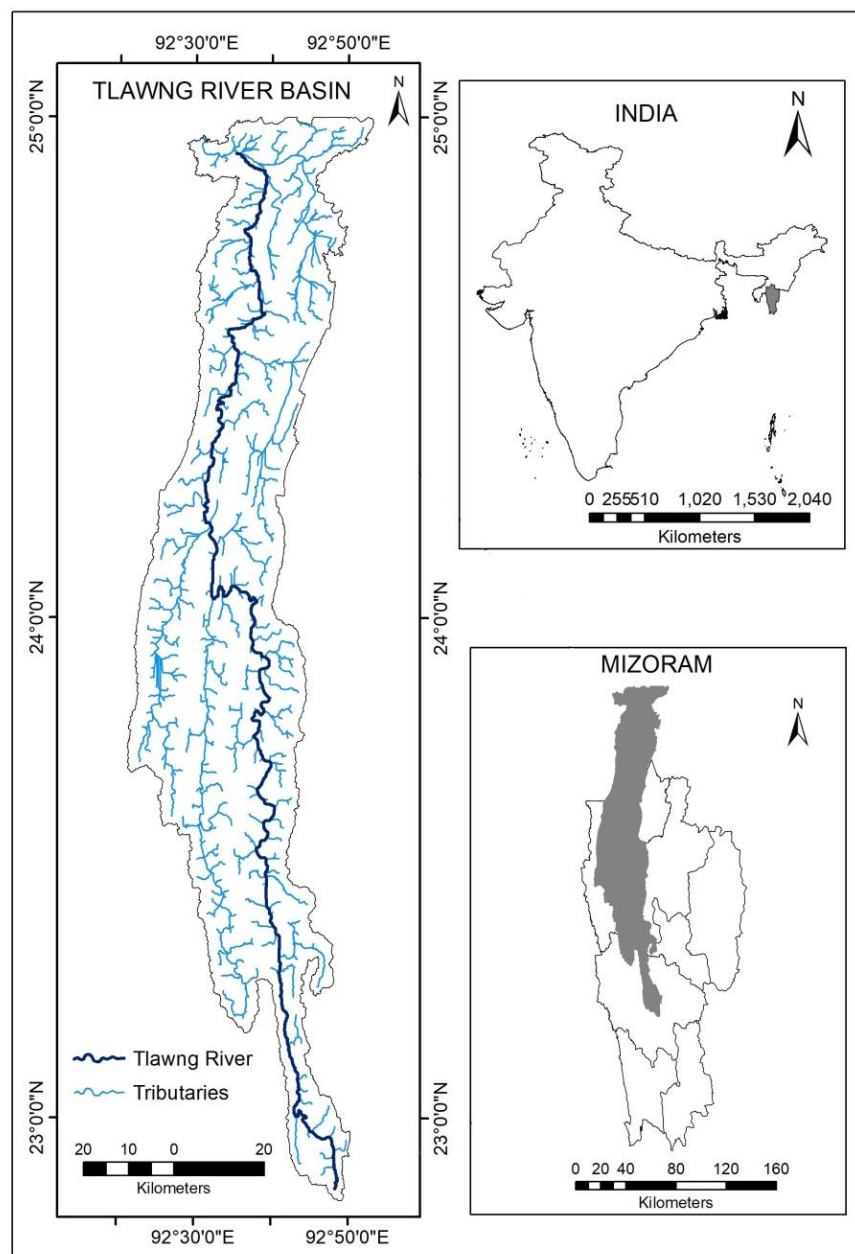 92°30'0"E 92°50'0"E
TLAWNG RIVER BASIN
N
25°0'0"N
25°0'0"N
24°0'0"N
24°0'0"N
23°0'0"N
23°0'0"N
Tlawng River
Tributaries
20 10 0 20
Kilometers
92°30'0"E 92°50'0"E
INDIA
N
0 255510 1,020 1,530 2,040
Kilometers
MIZORAM
N
0 20 40 80 120 160
Kilometers